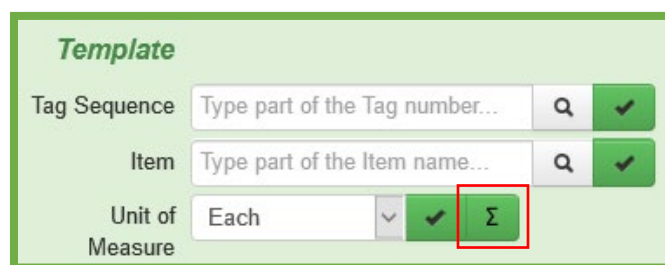 Template
Tag Sequence Type part of the Tag number...
Item Type part of the Item name...
Unit of Measure Each Σ